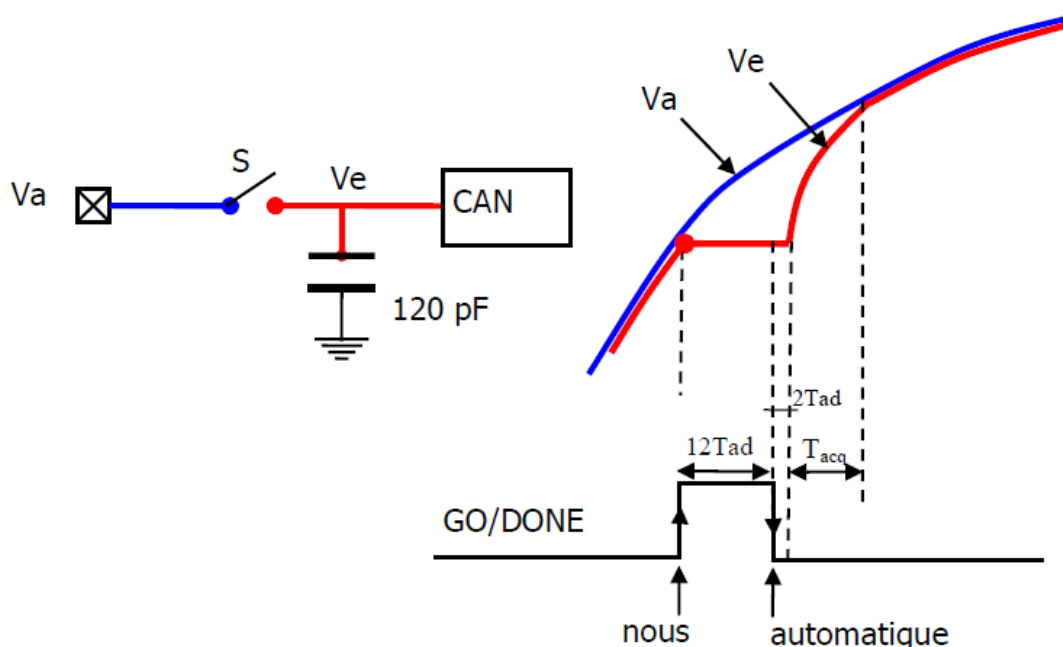 Ve
Va
S
Va
Ve
CAN
120 pF
2Tad
12Tad
Tacq
GO/DONE
nous
automatique